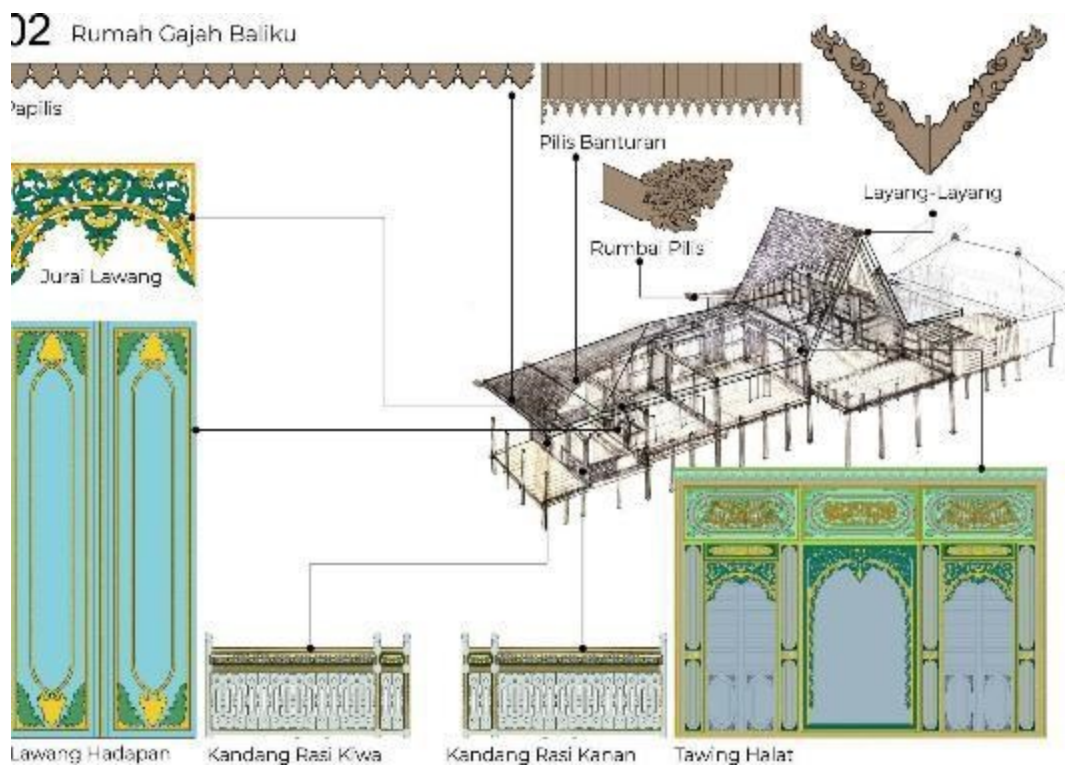 02 Rumah Gajah Baliku
Papilis
Pilis Banturan
Layang-Layang
Rumbai Pilis
Jurai Lawang
Lawang Hadapan
Kandang Rasi Kiwa
Kandang Rasi Kanan
Tawing Halat